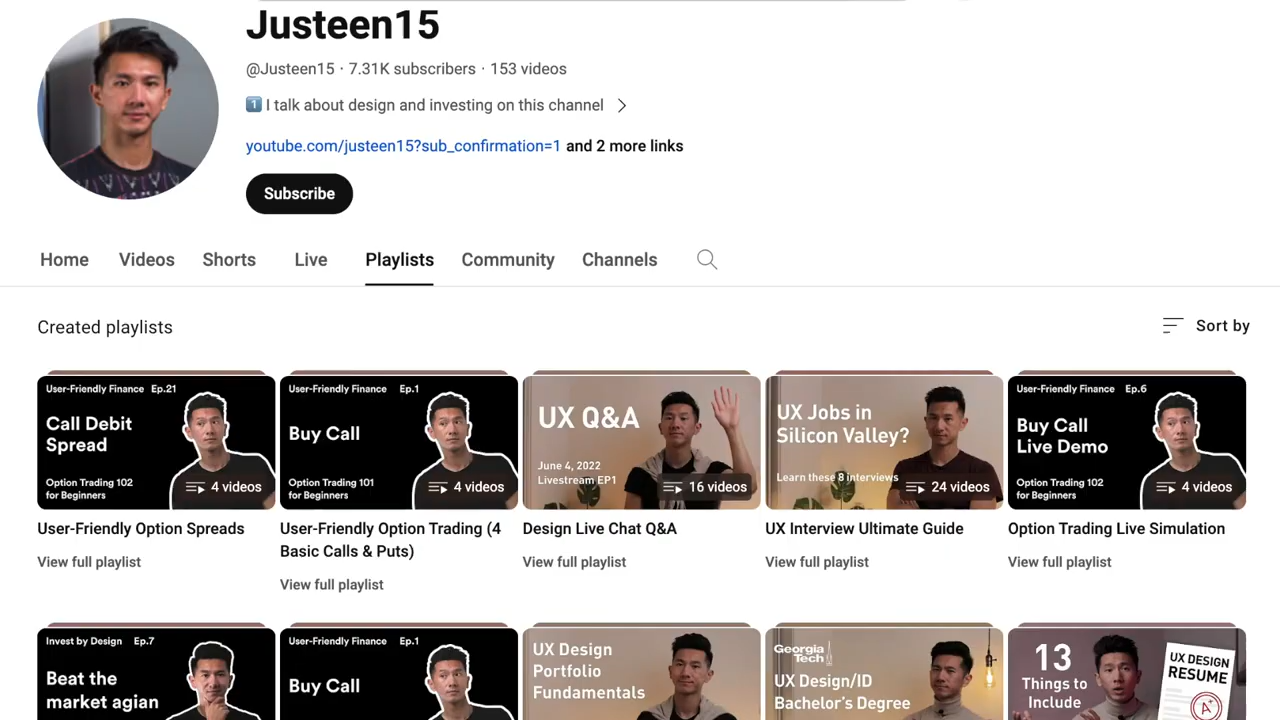 Justeen15
@Justeen15 · 7.31K subscribers · 153 videos
1 I talk about design and investing on this channel
youtube.com/justeen15?sub_confirmation=1 and 2 more links
Subscribe
Home Videos Shorts Live Playlists Community Channels
Created playlists
Sort by
User-Friendly Finance Ep.21
Call Debit
Spread
Option Trading 102
for Beginners
4 videos
User-Friendly Option Spreads
View full playlist
User-Friendly Finance Ep.1
Buy Call
Option Trading 101
for Beginners
4 videos
User-Friendly Option Trading (4
Basic Calls & Puts)
View full playlist
UX Q&A
June 4, 2022
Livestream EP1
16 videos
Design Live Chat Q&A
View full playlist
UX Jobs in
Silicon Valley?
Learn these 8 interviews
24 videos
UX Interview Ultimate Guide
View full playlist
User-Friendly Finance Ep.6
Buy Call
Live Demo
Option Trading 102
for Beginners
4 videos
Option Trading Live Simulation
View full playlist
Invest by Design Ep.7
Beat the
market agian
User-Friendly Finance Ep.1
Buy Call
UX Design
Portfolio
Fundamentals
Georgia
Tech
UX Design/ID
Bachelor's Degree
13
Things to
Include
UX DESIGN
RESUME
A+